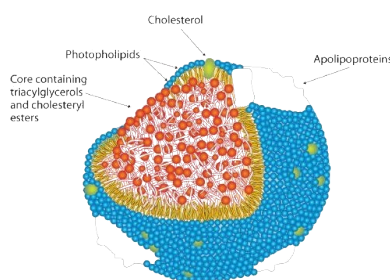 Cholesterol
Photopholipids
Apolipoproteins
Core containing
triacylglycerols
and cholesteryl
esters